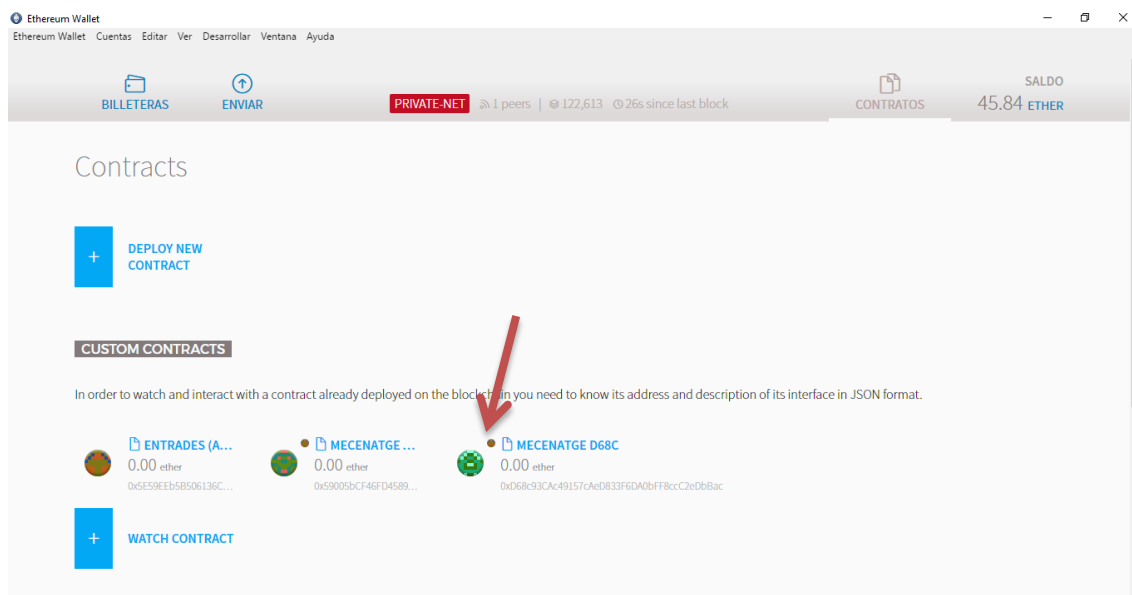 Ethereum Wallet
Ethereum Wallet Cuentas Editar Ver Desarrollar Ventana Ayuda
BILLETERAS
ENVIAR
PRIVATE-NET 1 peers | 122,613 26s since last block
CONTRATOS
SALDO
45.84 ETHER
Contracts
+
DEPLOY NEW
CONTRACT
CUSTOM CONTRACTS
In order to watch and interact with a contract already deployed on the blockchain you need to know its address and description of its interface in JSON format.
ENTRADES (A...
0.00 ether
0x5E59EEb5B506136C...
MECENATGE ...
0.00 ether
0x59005bCF46FD4589...
MECENATGE D68C
0.00 ether
0xD68c93CAc49157cAeD833F6DA0bFF8ccC2eDbBac
+
WATCH CONTRACT